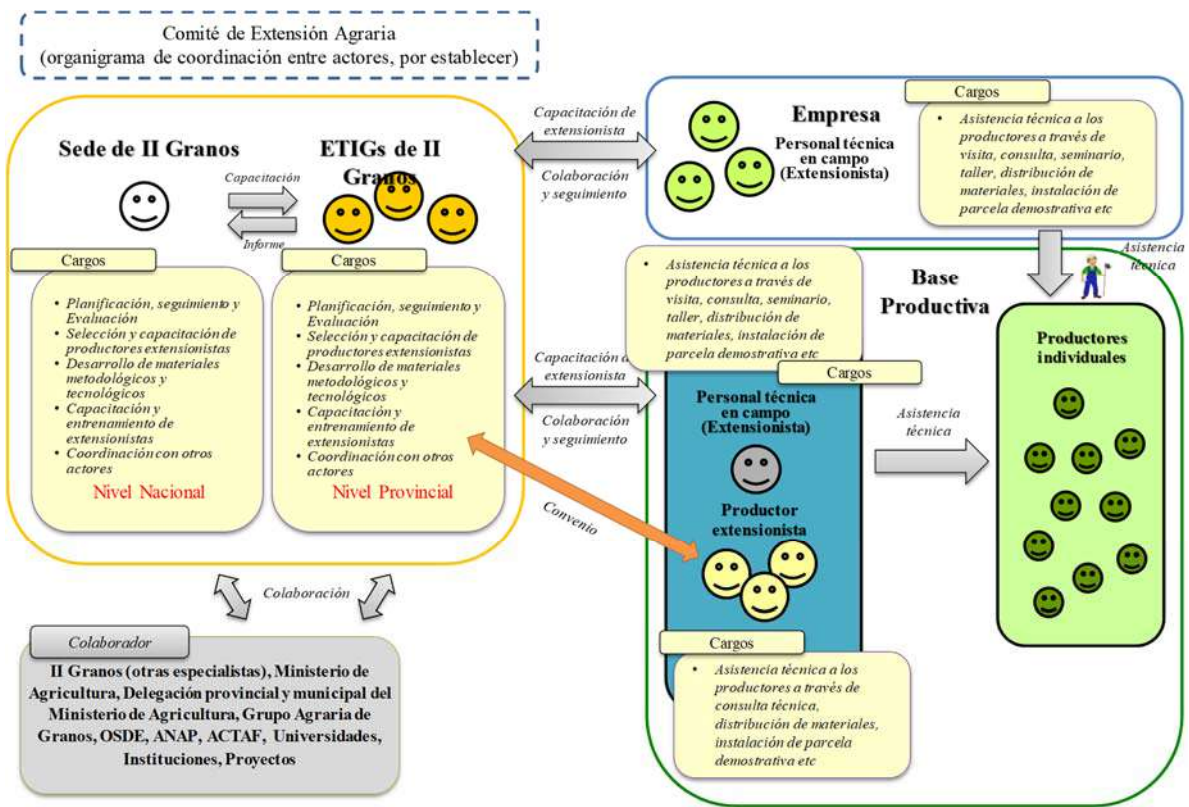 Comité de Extensión Agraria
(organigrama de coordinación entre actores, por establecer)
Sede de II Granos
ETIGs de II
Granos
Capacitación
Informe
Cargos
• Planificación, seguimiento y
Evaluación
• Selección y capacitación de
productores extensionistas
• Desarrollo de materiales
metodológicos y
tecnológicos
• Capacitación y
entrenamiento de
extensionistas
• Coordinación con otros
actores
Nivel Nacional
Cargos
• Planificación, seguimiento y
Evaluación
• Selección y capacitación de
productores extensionistas
• Desarrollo de materiales
metodológicos y
tecnológicos
• Capacitación y
entrenamiento de
extensionistas
• Coordinación con otros
actores
Nivel Provincial
Capacitación de
extensionista
Colaboración
y seguimiento
Empresa
Personal técnica
en campo
(Extensionista)
Cargos
• Asistencia técnica a los
productores a través de
visita, consulta, seminario,
taller, distribución de
materiales, instalación de
parcela demostrativa etc
Asistencia
técnica
Base
Productiva
• Asistencia técnica a los
productores a través de
visita, consulta, seminario,
taller, distribución de
materiales, instalación de
parcela demostrativa etc
Cargos
Capacitación d
extensionista
Colaboración
y seguimiento
Personal técnica
en campo
(Extensionista)
Asistencia
técnica
Productores
individuales
Productor
extensionista
Convenio
Cargos
• Asistencia técnica a los
productores a través de
consulta técnica,
distribución de materiales,
instalación de parcela
demostrativa etc
Colaboración
Colaborador
II Granos (otras especialistas), Ministerio de
Agricultura, Delegación provincial y municipal del
Ministerio de Agricultura, Grupo Agraria de
Granos, OSDE, ANAP, ACTAF, Universidades,
Instituciones, Proyectos